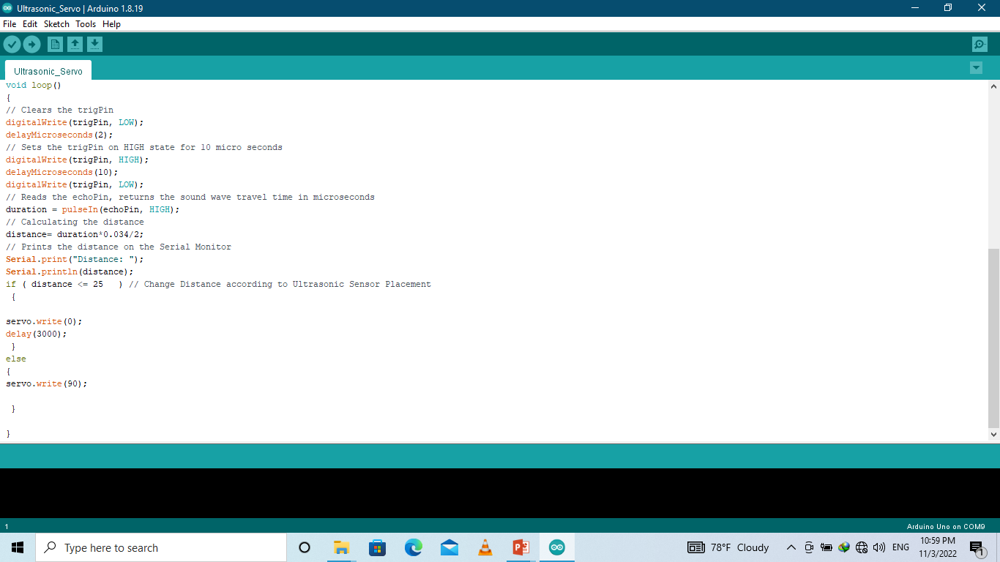 Ultrasonic_Servo | Arduino 1.8.19
File Edit Sketch Tools Help
Ultrasonic_Servo
void loop()
{
// Clears the trigPin
digitalWrite(trigPin, LOW);
delayMicroseconds(2);
// Sets the trigPin on HIGH state for 10 micro seconds
digitalWrite(trigPin, HIGH);
delayMicroseconds(10);
digitalWrite(trigPin, LOW);
// Reads the echoPin, returns the sound wave travel time in microseconds
duration = pulseIn(echoPin, HIGH);
// Calculating the distance
distance= duration*0.034/2;
// Prints the distance on the Serial Monitor
Serial.print("Distance: ");
Serial.println(distance);
if ( distance <= 25   ) // Change Distance according to Ultrasonic Sensor Placement
{
servo.write(0);
delay(3000);
}
else
{
servo.write(90);
}
}
1
Arduino Uno on COM9
Type here to search
78°F Cloudy
ENG
10:59 PM
11/3/2022
1